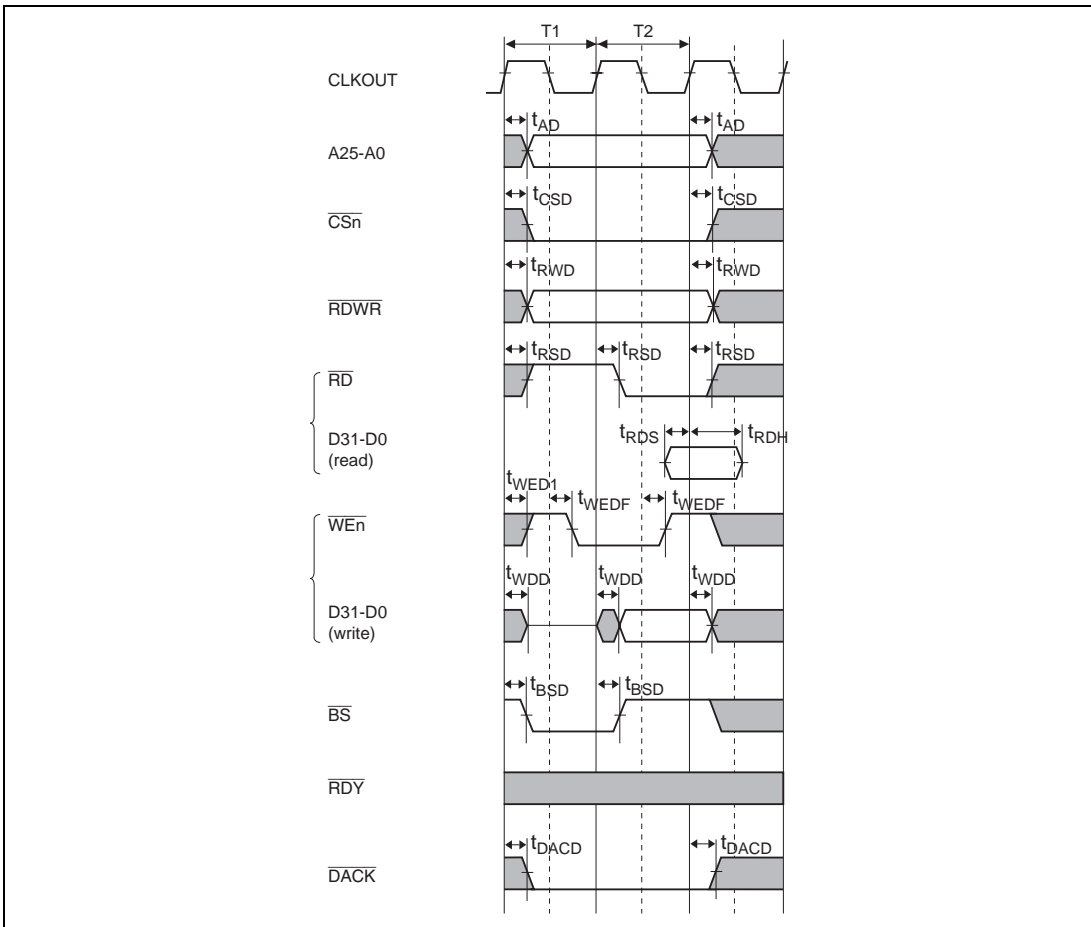 T1 T2
CLKOUT
tAD tAD
A25-A0
tCSD tCSD
CSn
tRWD tRWD
RDWR
tRSD tRSD tRSD
RD
tRDS tRDH
D31-D0
(read)
tWED1
tWEDF tWEDF
WEn
tWDD tWDD tWDD
D31-D0
(write)
tBSD tBSD
BS
RDY
tDACD tDACD
DACK